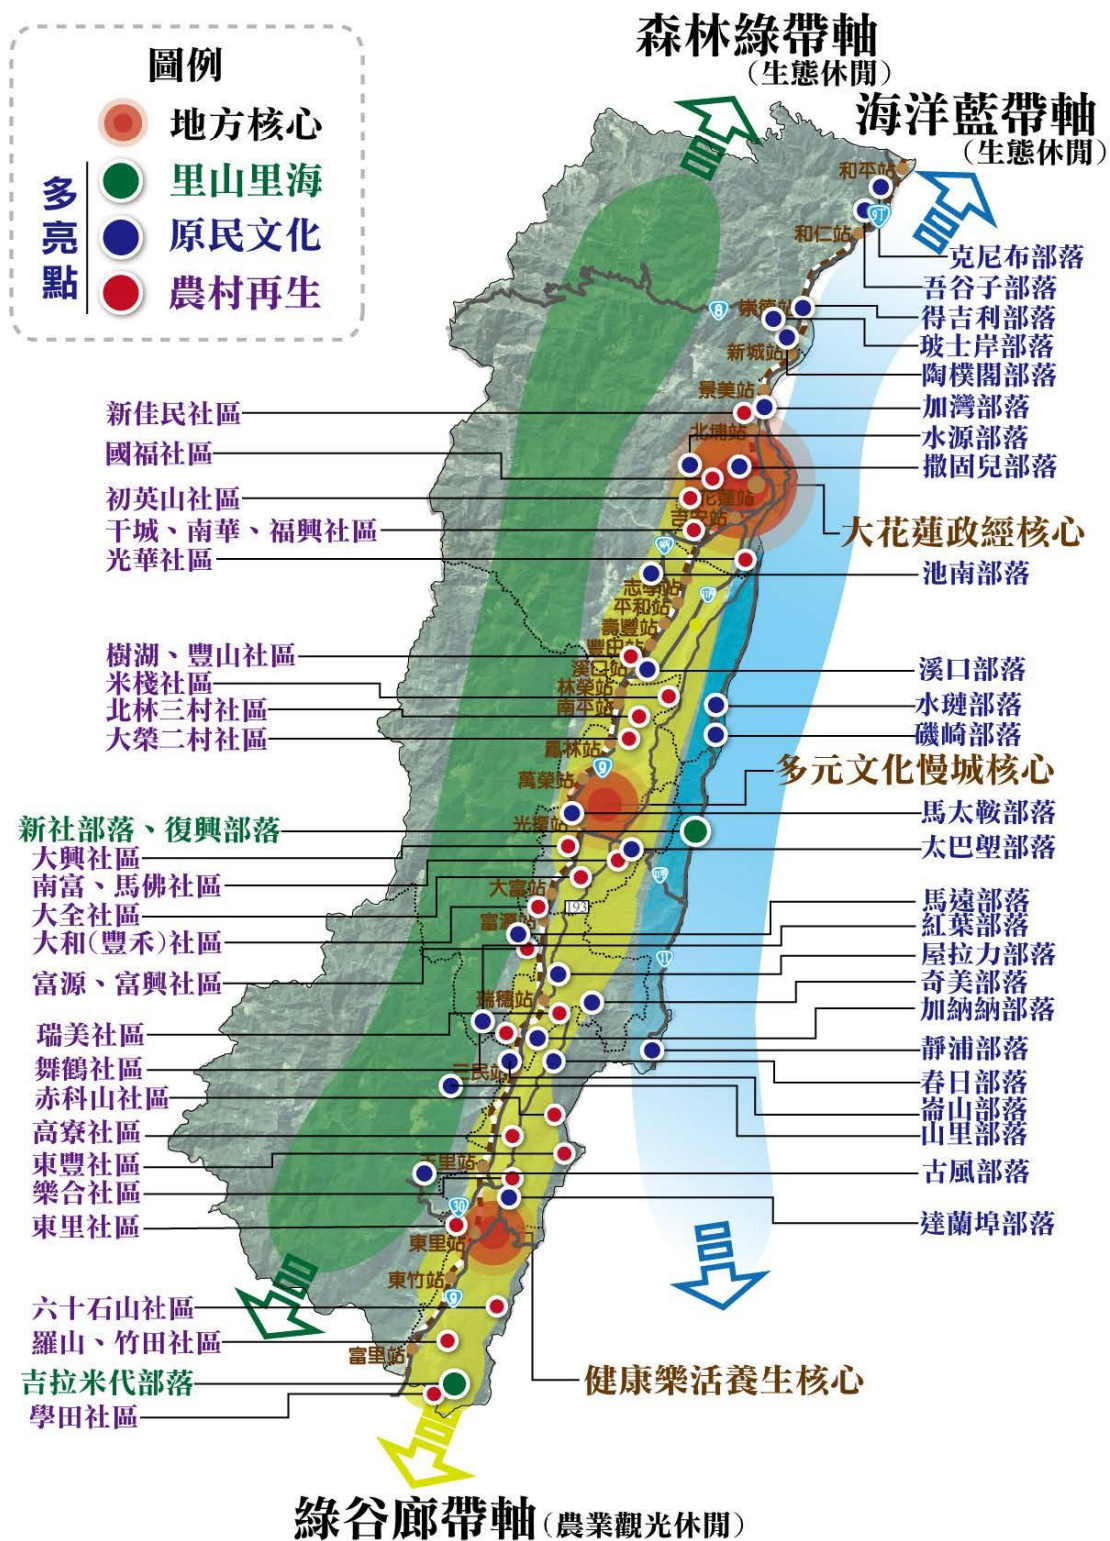 圖例
地方核心
多亮點
里山里海
原民文化
農村再生
森林綠帶軸
(生態休閒)
海洋藍帶軸
(生態休閒)
和平站
和仁站
崇德站
新城站
景美站
北埔站
花蓮站
吉安站
志學站
平和站
壽豐站
豐田站
溪口站
林榮站
南平站
鳳林站
萬榮站
光復站
大富站
富源站
瑞穗站
三民站
玉里站
東里站
東竹站
富里站
9丁
8
9丙
11丙
9
11甲
193
11
30
9
克尼布部落
吾谷子部落
得吉利部落
玻士岸部落
陶樸閣部落
加灣部落
水源部落
撒固兒部落
大花蓮政經核心
池南部落
溪口部落
水璉部落
磯崎部落
多元文化慢城核心
馬太鞍部落
太巴塱部落
馬遠部落
紅葉部落
屋拉力部落
奇美部落
加納納部落
靜浦部落
春日部落
崙山部落
山里部落
古風部落
達蘭埠部落
健康樂活養生核心
新佳民社區
國福社區
初英山社區
干城、南華、福興社區
光華社區
樹湖、豐山社區
米棧社區
北林三村社區
大榮二村社區
新社部落、復興部落
大興社區
南富、馬佛社區
大全社區
大和(豐禾)社區
富源、富興社區
瑞美社區
舞鶴社區
赤科山社區
高寮社區
東豐社區
樂合社區
東里社區
六十石山社區
羅山、竹田社區
吉拉米代部落
學田社區
綠谷廊帶軸(農業觀光休閒)